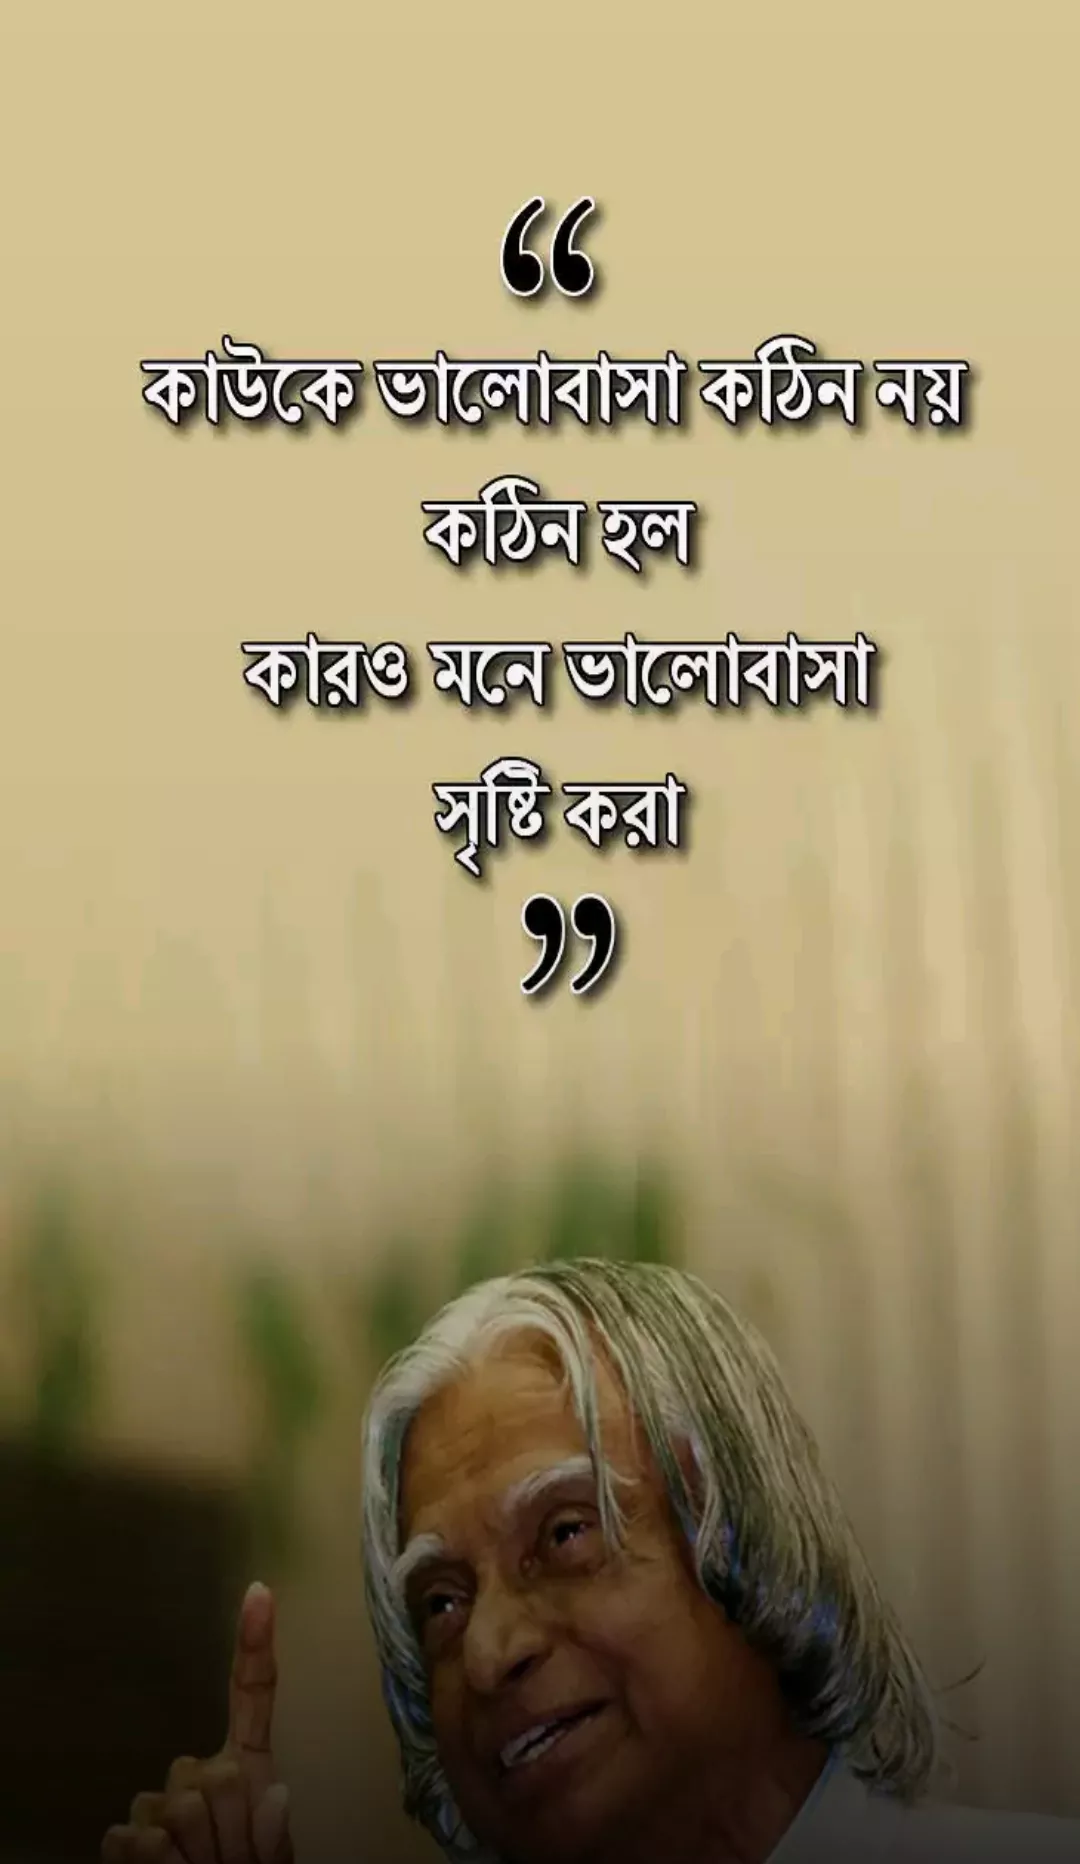 “
কাউকে ভালোবাসা কঠিন নয়
কঠিন হল
কারও মনে ভালোবাসা
সৃষ্টি করা
”